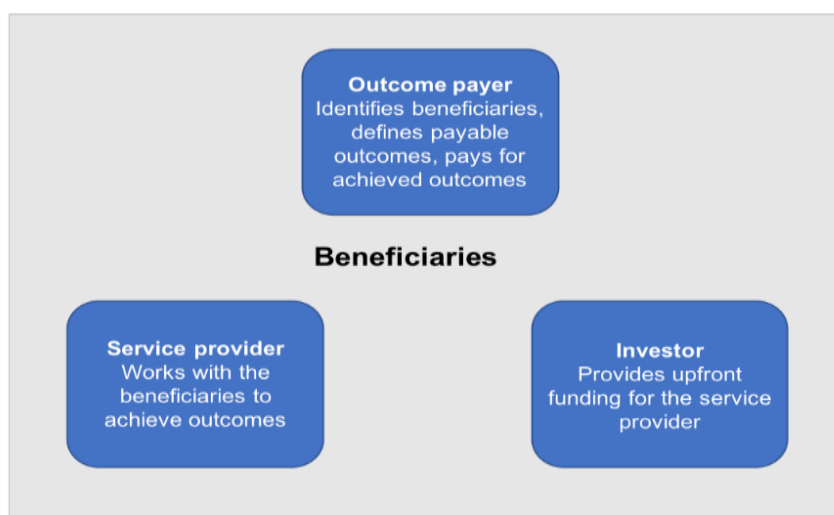 Outcome payer
Identifies beneficiaries,
defines payable
outcomes, pays for
achieved outcomes
Beneficiaries
Service provider
Works with the
beneficiaries to
achieve outcomes
Investor
Provides upfront
funding for the service
provider